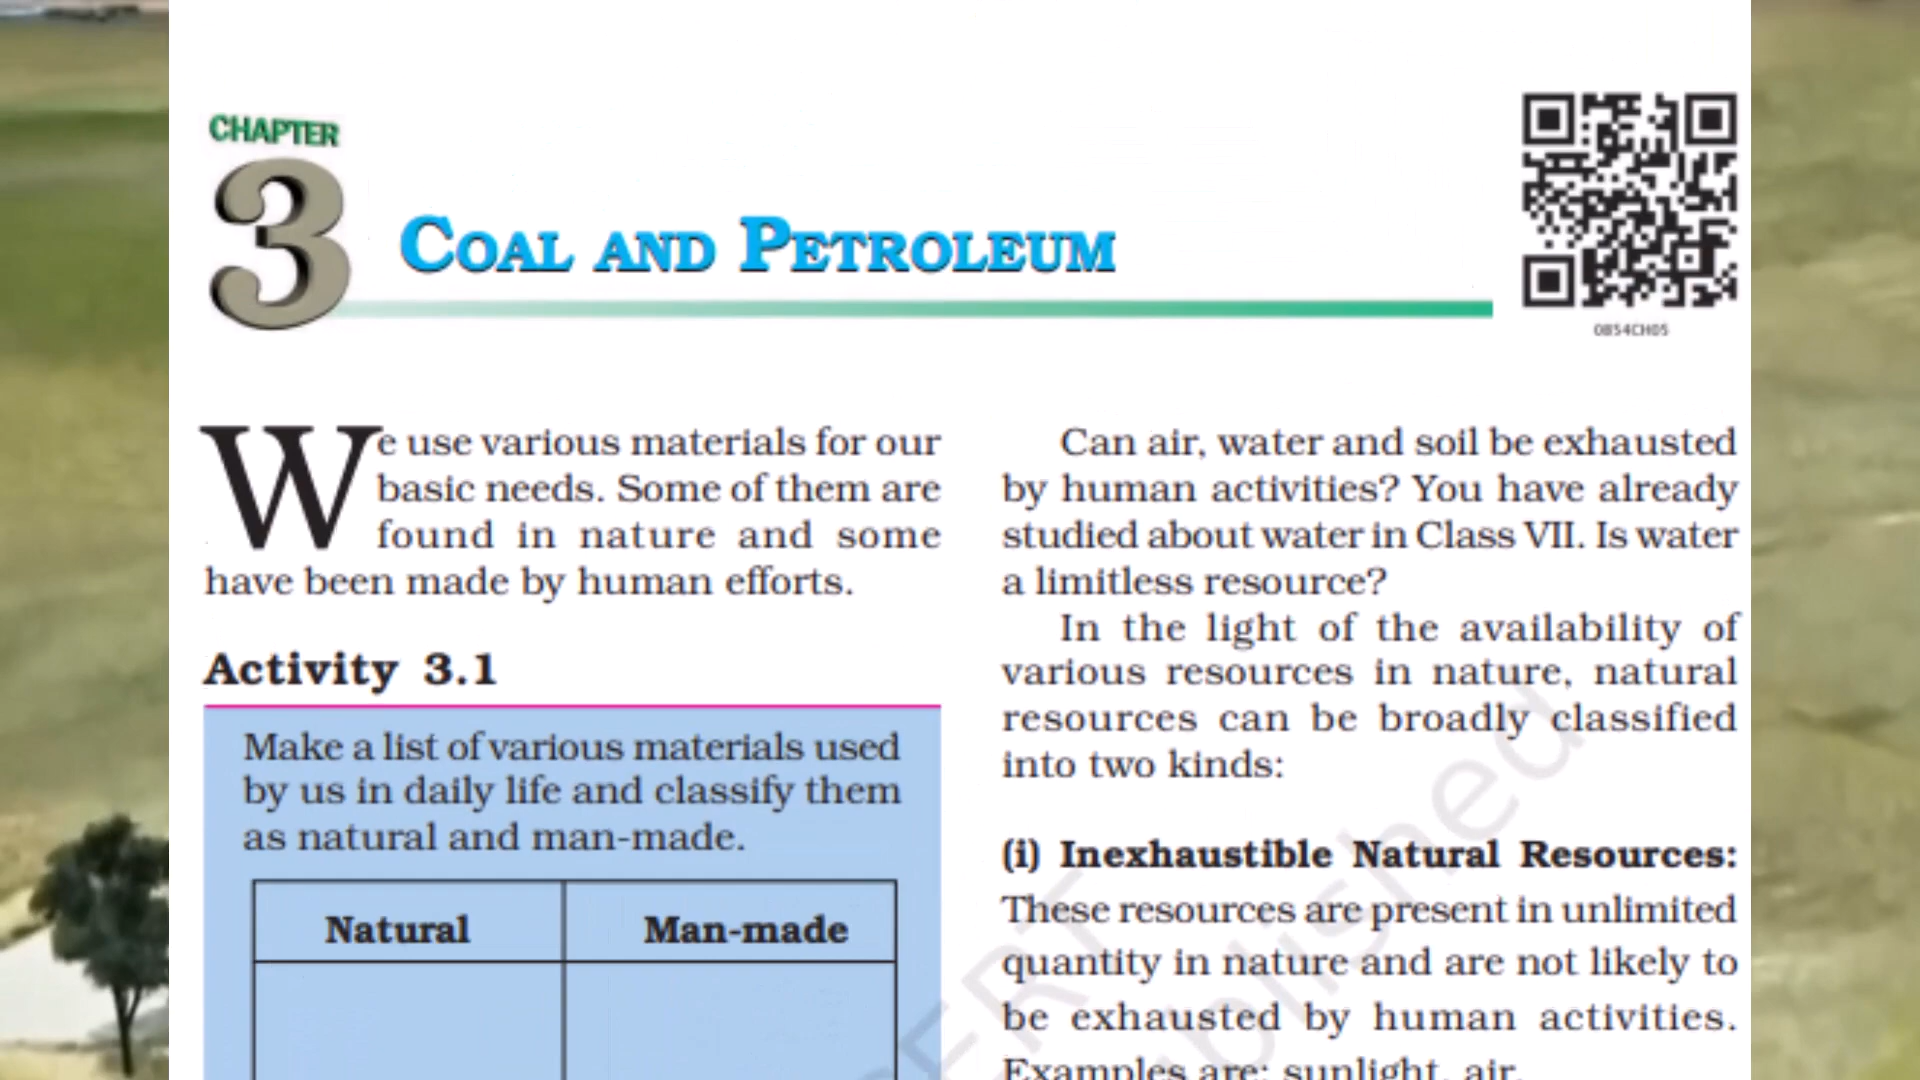 CHAPTER
3
COAL AND PETROLEUM
0854CH05
We use various materials for our
basic needs. Some of them are
found in nature and some
have been made by human efforts.
Activity 3.1
Make a list of various materials used
by us in daily life and classify them
as natural and man-made.
Natural Man-made
Can air, water and soil be exhausted
by human activities? You have already
studied about water in Class VII. Is water
a limitless resource?
In the light of the availability of
various resources in nature, natural
resources can be broadly classified
into two kinds:
(i) Inexhaustible Natural Resources:
These resources are present in unlimited
quantity in nature and are not likely to
be exhausted by human activities.
Examples are: sunlight, air.